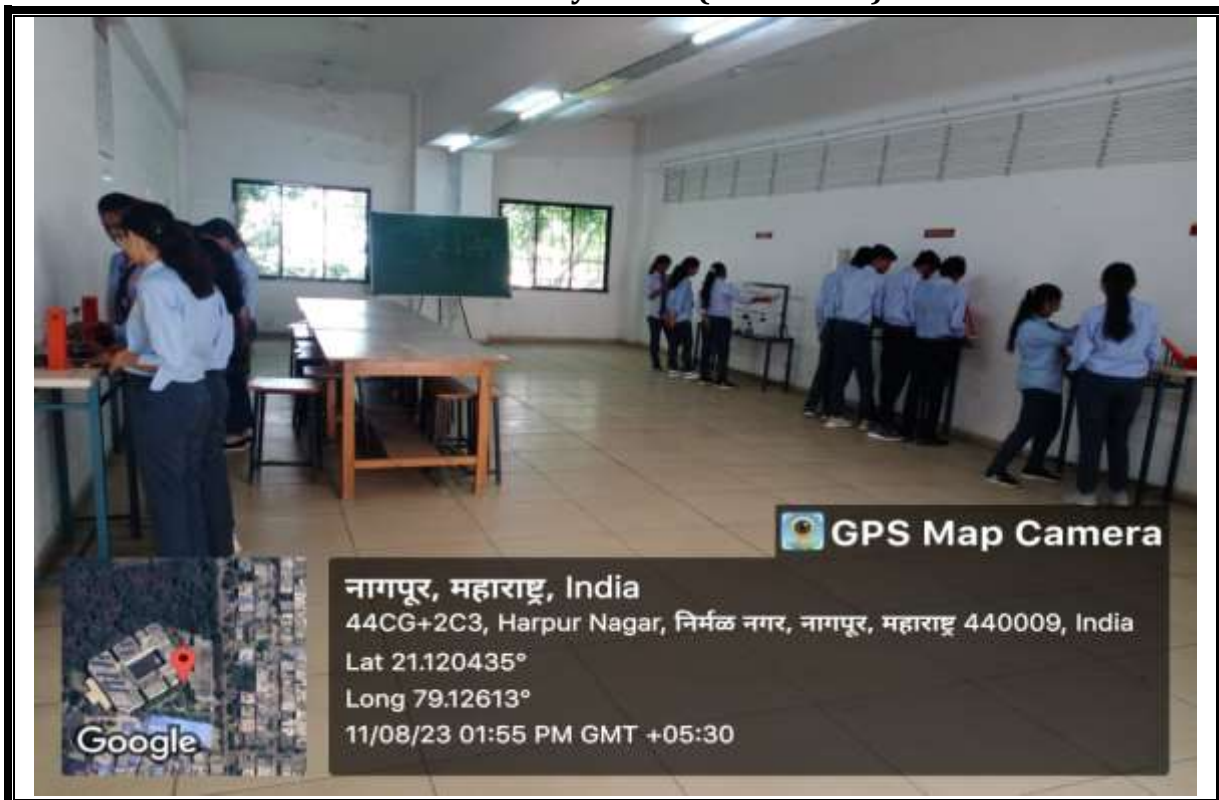 GPS Map Camera
नागपूर, महाराष्ट्र, India
44CG+2C3, Harpur Nagar, निर्मळ नगर, नागपूर, महाराष्ट्र 440009, India
Lat 21.120435°
Long 79.12613°
11/08/23 01:55 PM GMT +05:30
Google